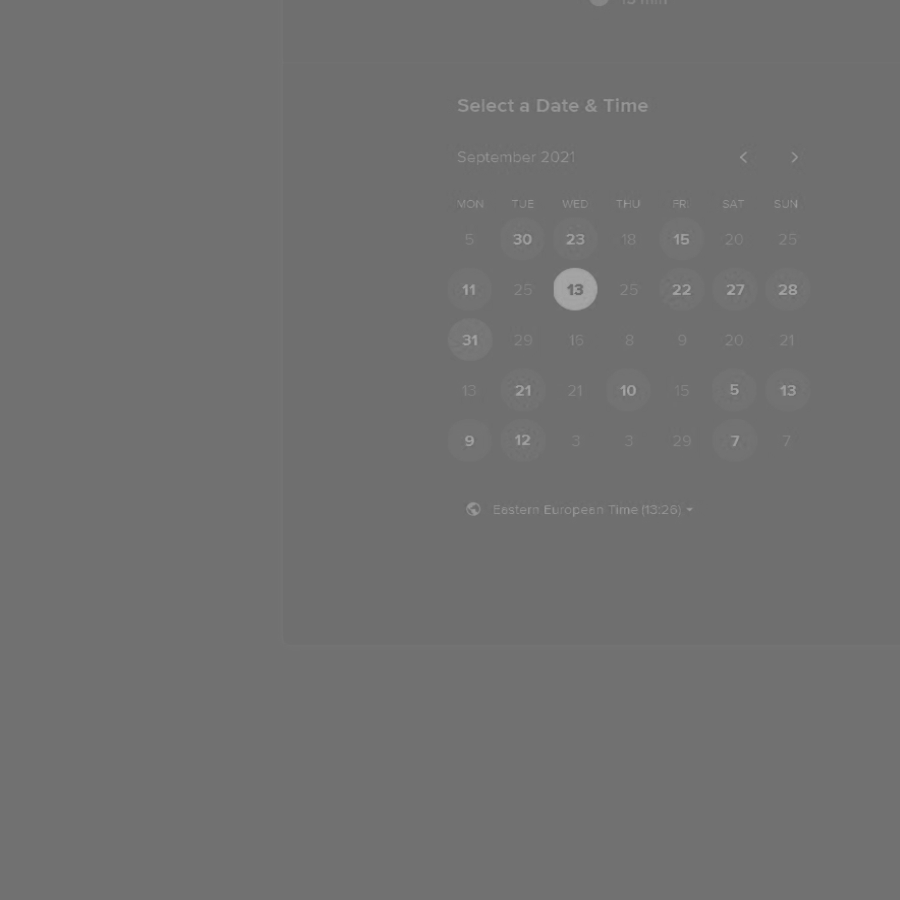 15 min
Select a Date & Time
September 2021
MON TUE WED THU FRI SAT SUN
5 30 23 18 15 20 25
11 25 13 25 22 27 28
31 29 16 8 9 20 21
13 21 21 10 15 5 13
9 12 3 3 29 7 7
Eastern European Time (13:26)